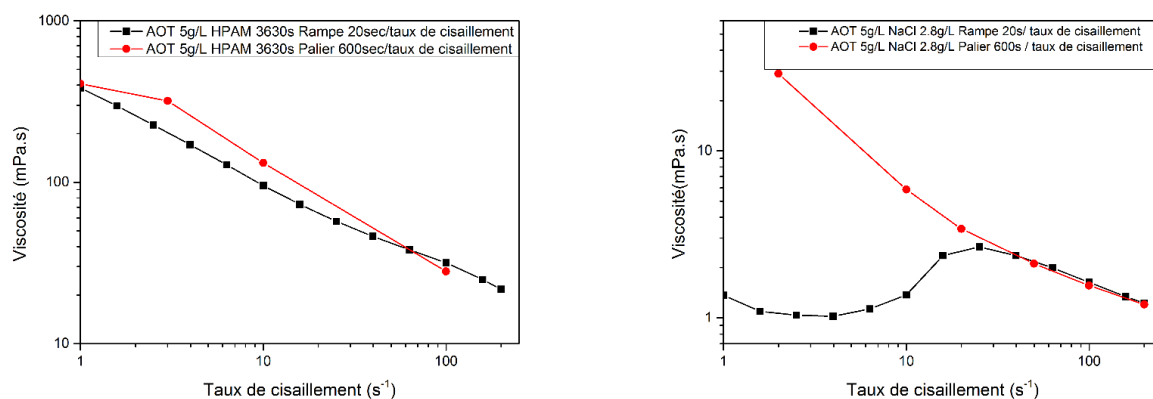 AOT 5g/L HPAM 3630s Rampe 20sec/taux de cisaillement
AOT 5g/L HPAM 3630s Palier 600sec/taux de cisaillement
1000
100
10
Viscosité (mPa.s)
1
10
100
Taux de cisaillement (s⁻¹)
AOT 5g/L NaCl 2.8g/L Rampe 20s/ taux de cisaillement
AOT 5g/L NaCl 2.8g/L Palier 600s / taux de cisaillement
10
1
Viscosité(mPa.s)
1
10
100
Taux de cisaillement (s⁻¹)